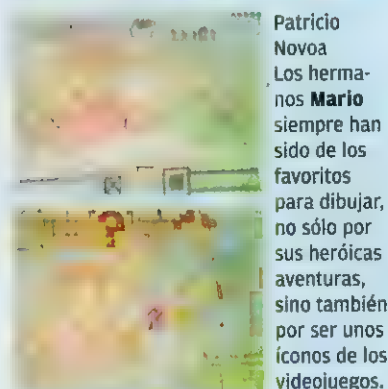 Patricio
Novoa
Los herma-
nos Mario
siempre han
sido de los
favoritos
para dibujar,
no sólo por
sus heróicas
aventuras,
sino también
por ser unos
íconos de los
videojuegos.